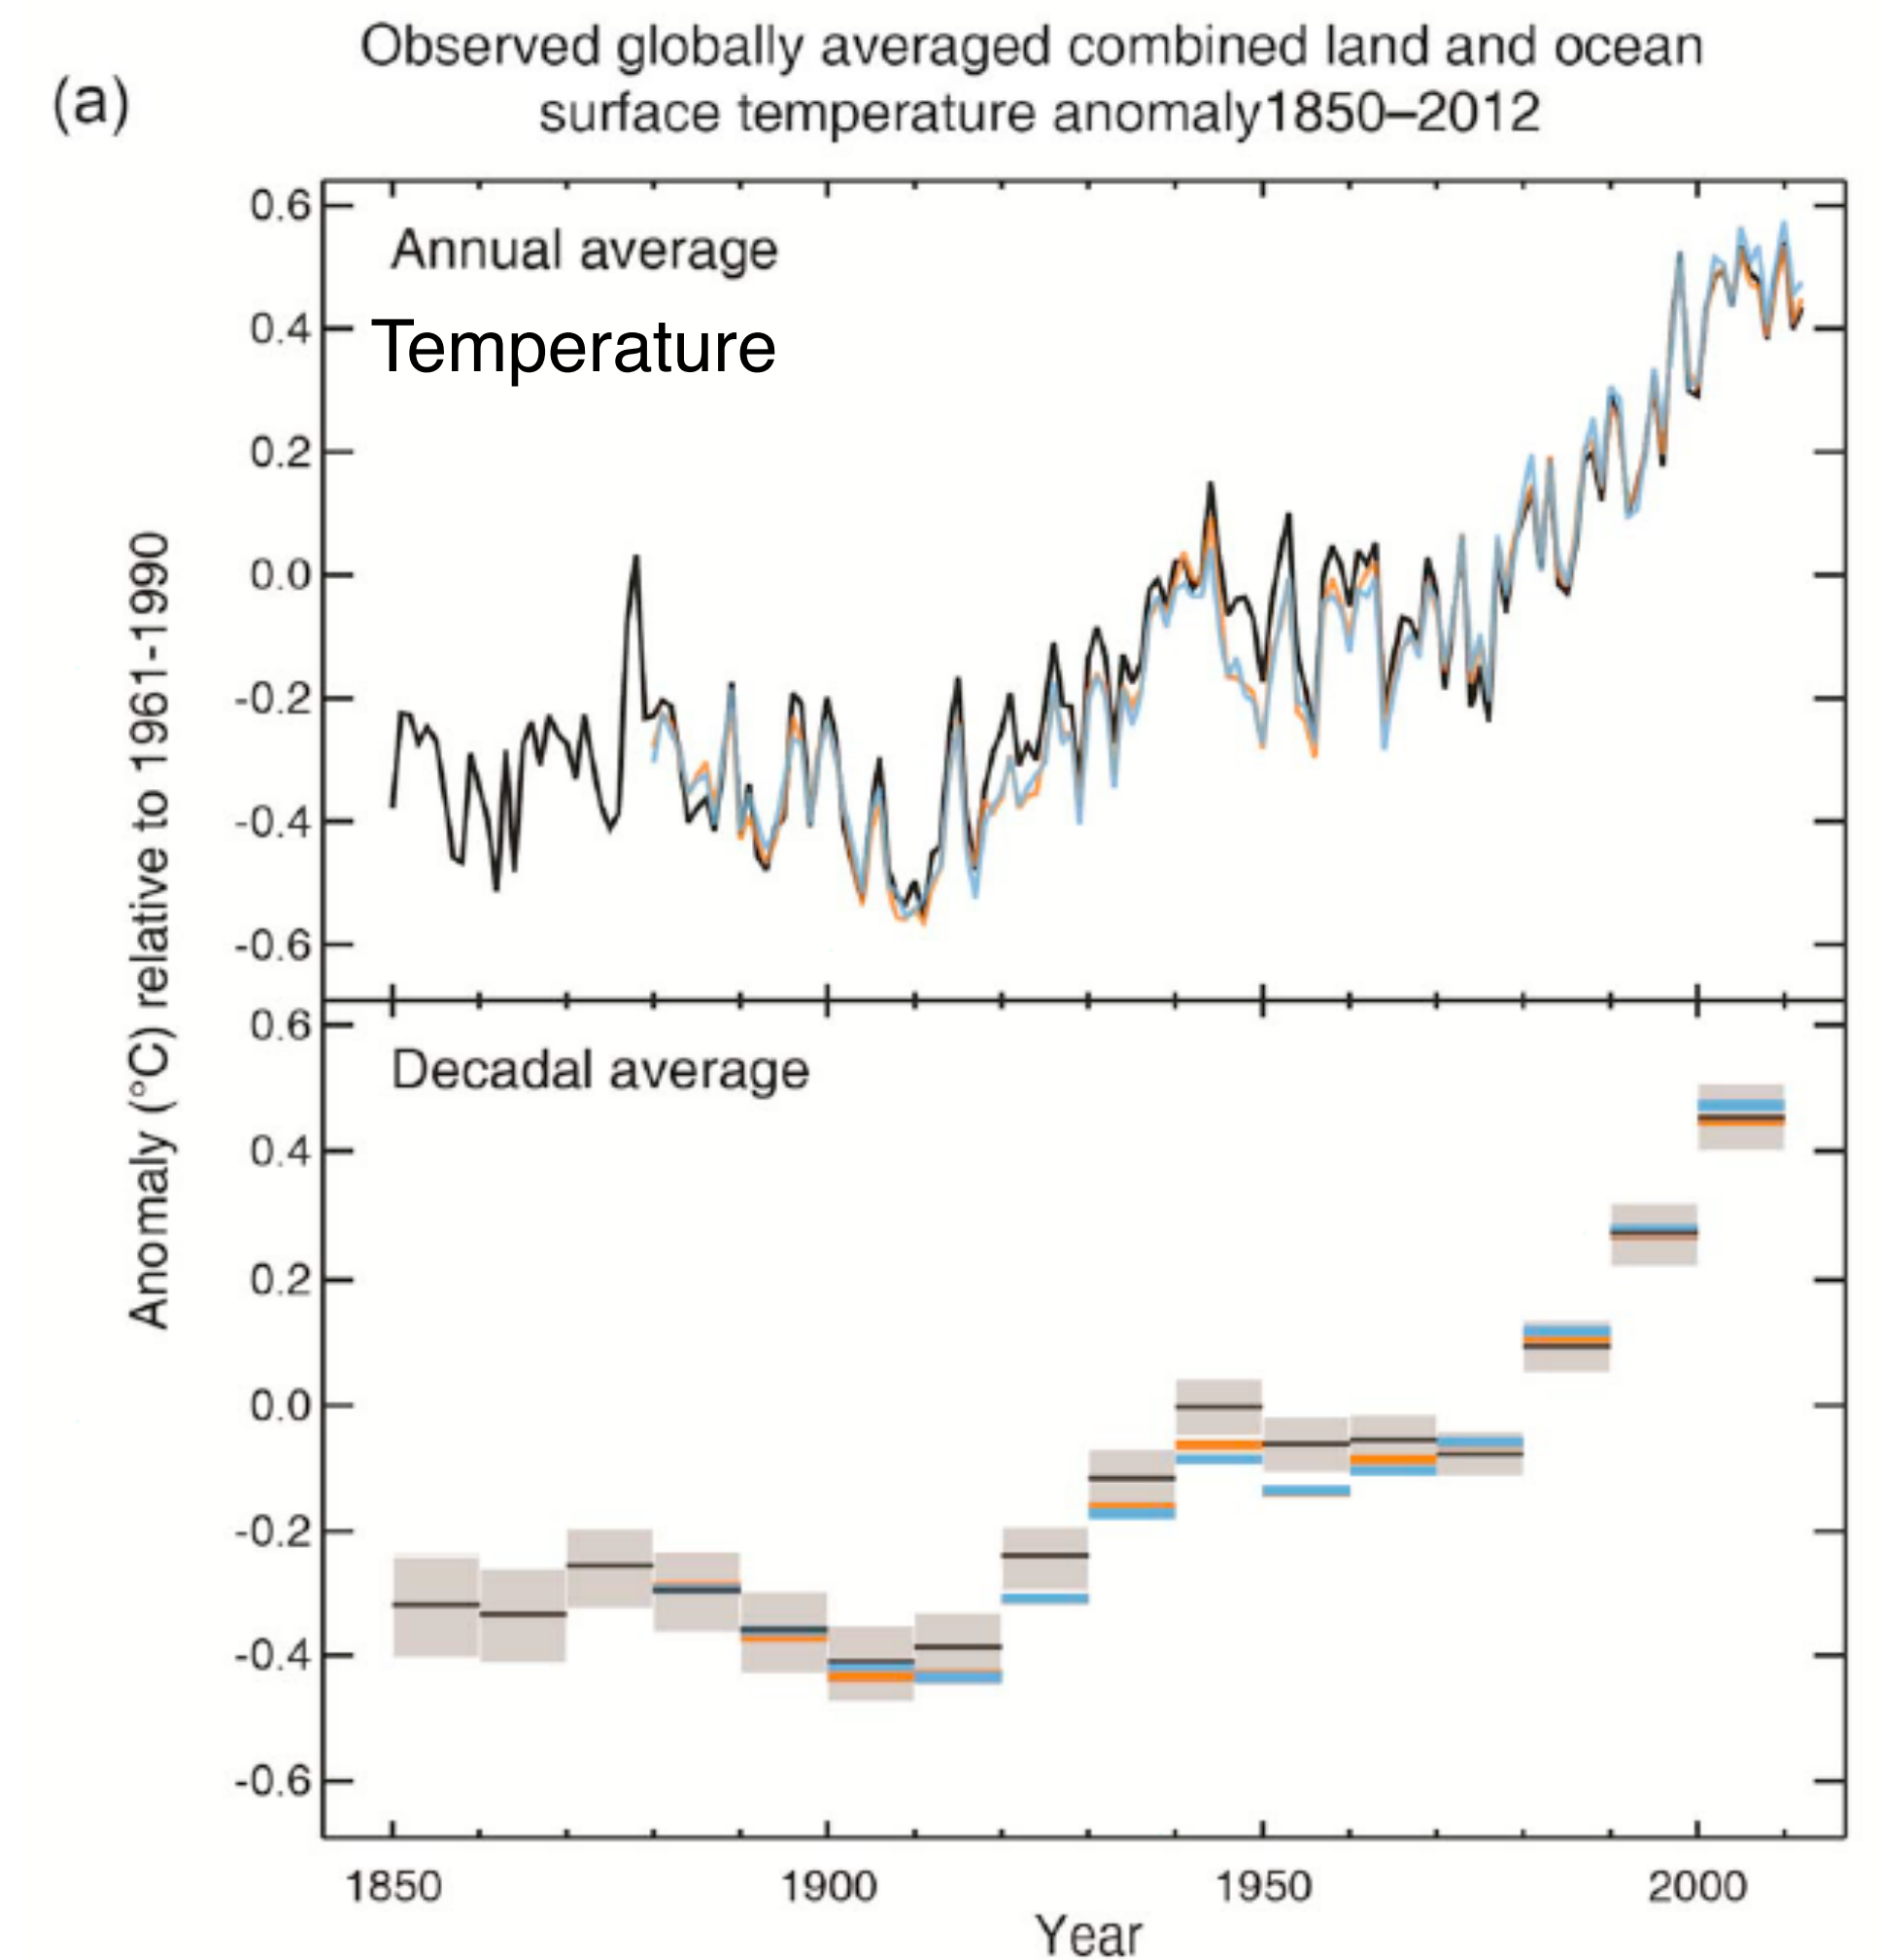 Observed globally averaged combined land and ocean
(a)
surface temperature anomaly1850–2012
0.6
Annual average
0.4
Temperature
0.2
0.0
-0.2
-0.4
-0.6
Anomaly (°C) relative to 1961-1990
0.6
Decadal average
0.4
0.2
0.0
-0.2
-0.4
-0.6
1850 1900 1950 2000
Year